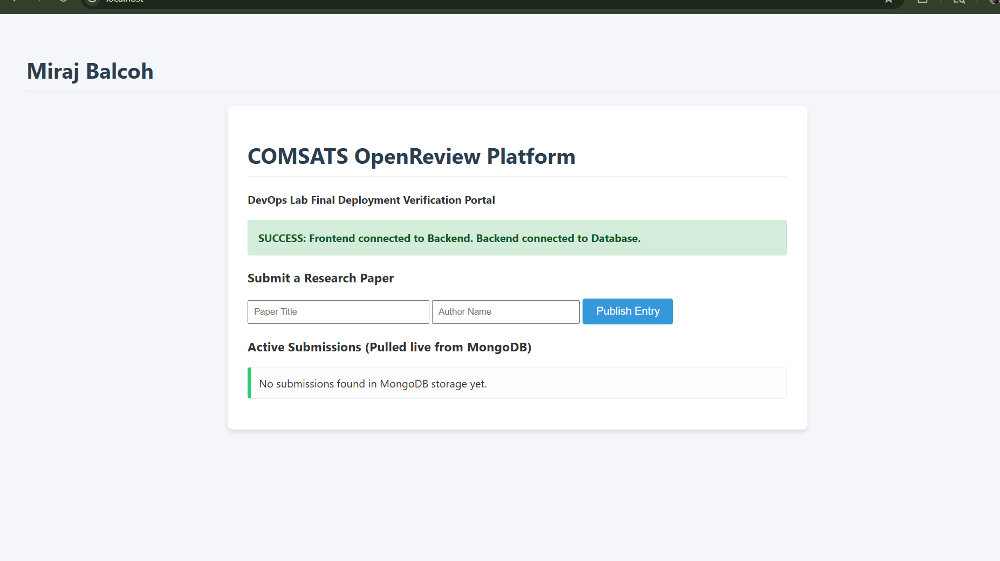 localhost
Miraj Balcoh
COMSATS OpenReview Platform
DevOps Lab Final Deployment Verification Portal
SUCCESS: Frontend connected to Backend. Backend connected to Database.
Submit a Research Paper
Paper Title
Author Name
Publish Entry
Active Submissions (Pulled live from MongoDB)
No submissions found in MongoDB storage yet.